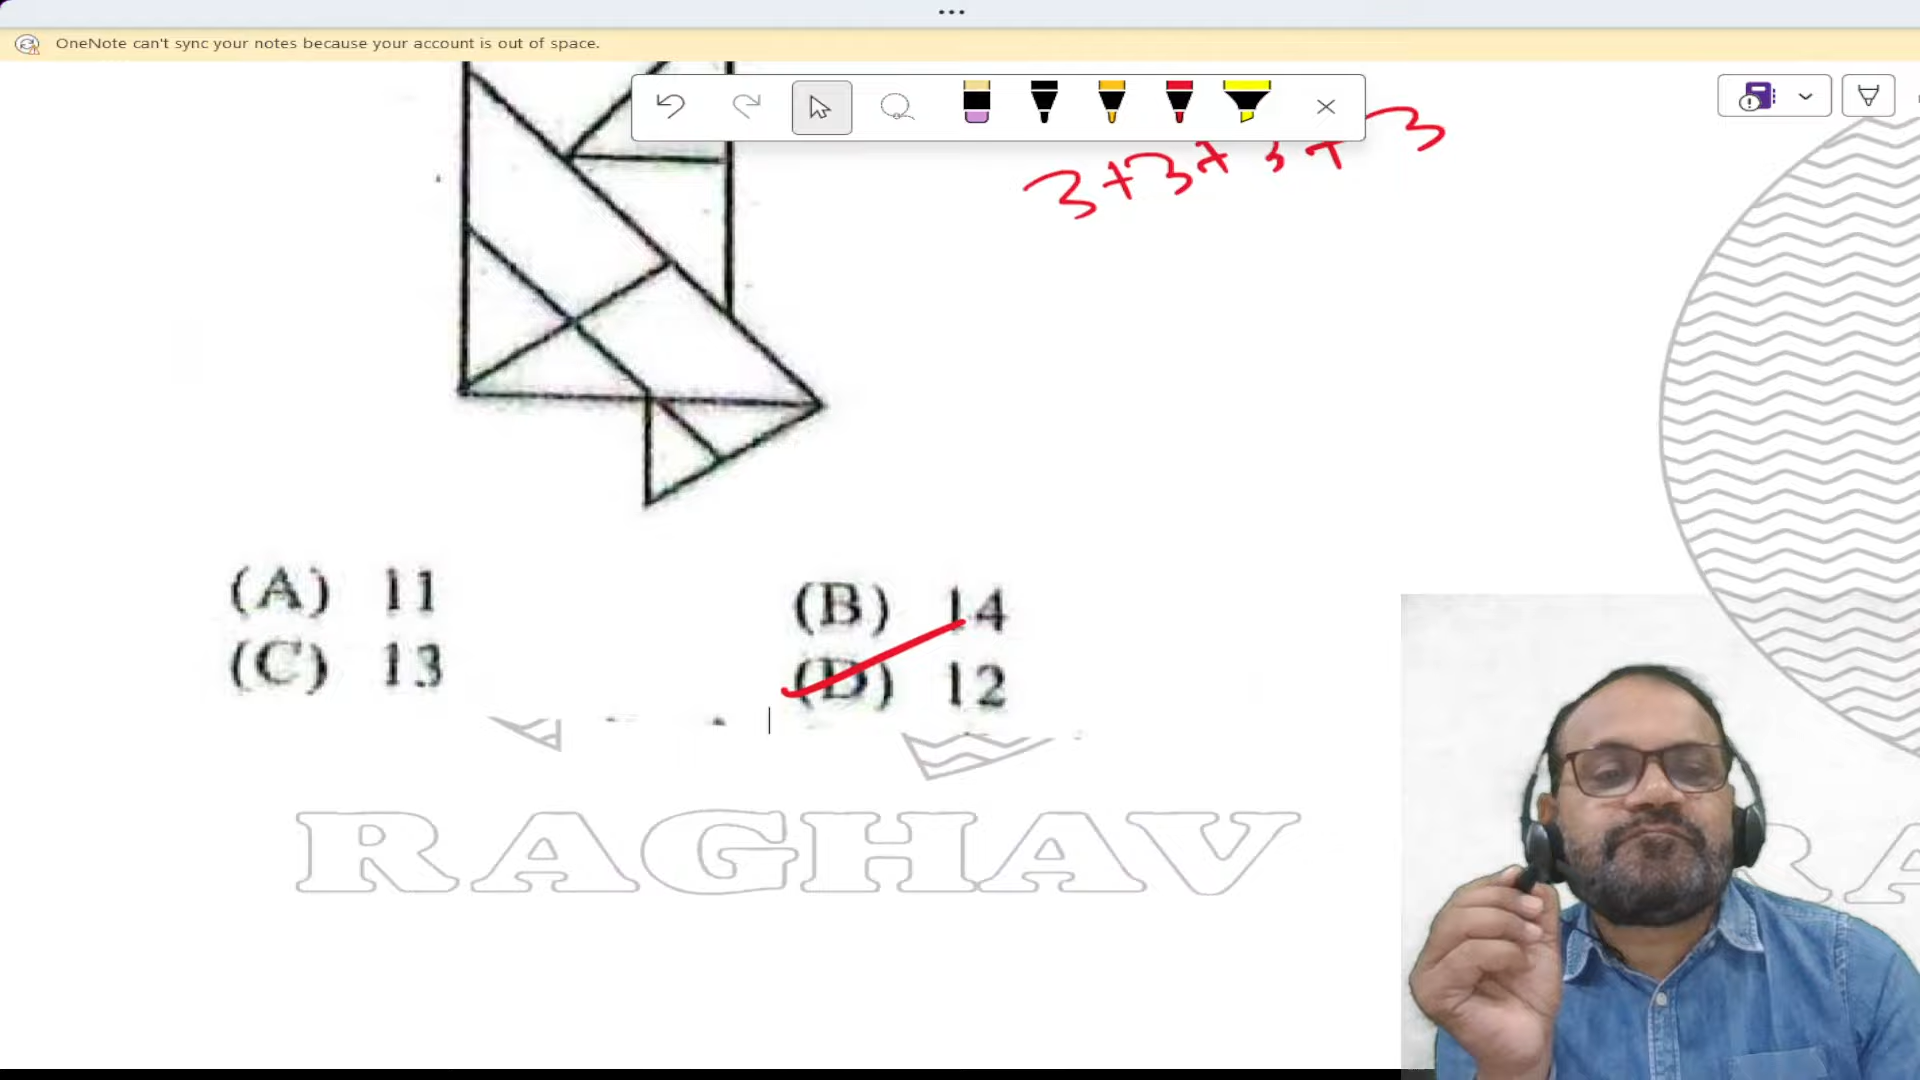 OneNote can't sync your notes because your account is out of space.
3+3+3+3
(A) 11
(B) 14
(C) 13
(D) 12
RAGHAV
RA